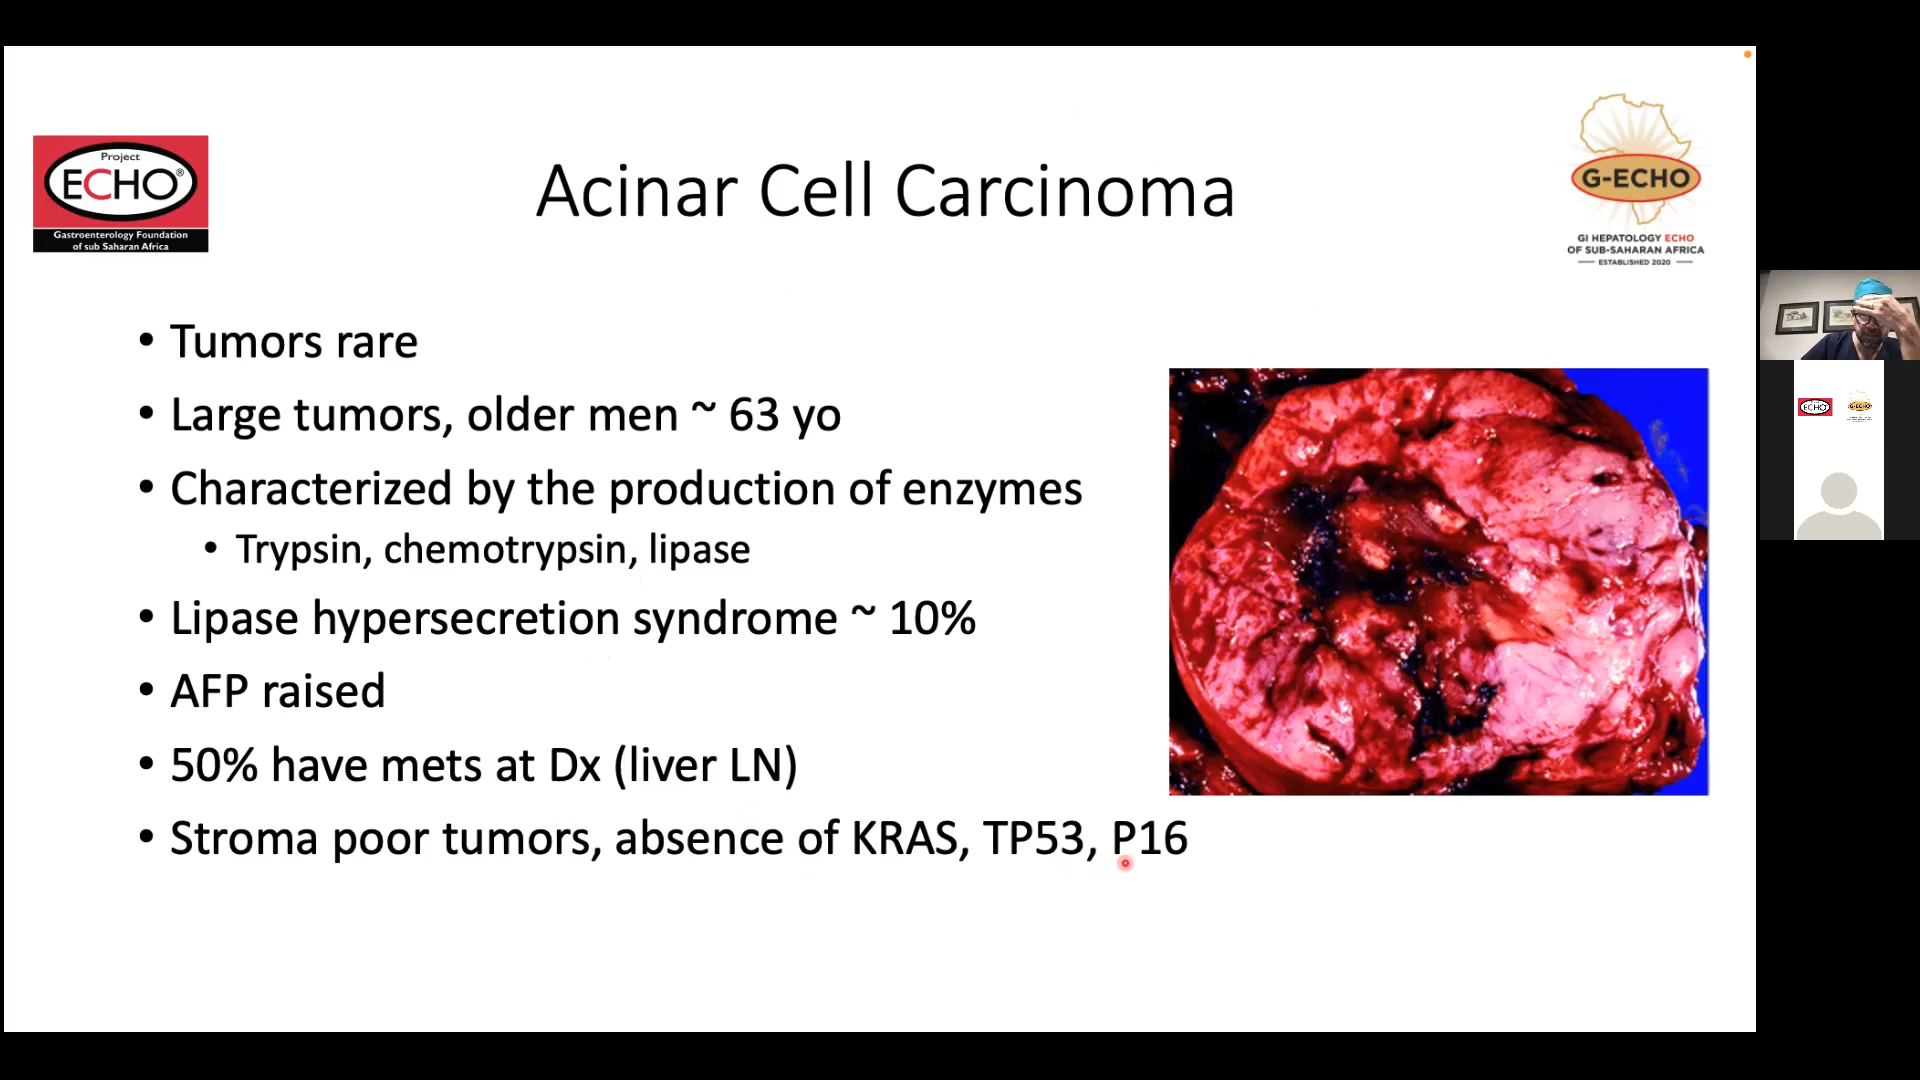 Project
ECHO®
Gastroenterology Foundation
of sub Saharan Africa
Acinar Cell Carcinoma
G-ECHO
GI HEPATOLOGY ECHO
OF SUB-SAHARAN AFRICA
ESTABLISHED 2020
• Tumors rare
• Large tumors, older men ~ 63 yo
• Characterized by the production of enzymes
• Trypsin, chemotrypsin, lipase
• Lipase hypersecretion syndrome ~ 10%
• AFP raised
• 50% have mets at Dx (liver LN)
• Stroma poor tumors, absence of KRAS, TP53, P16
ECHO
G-ECHO